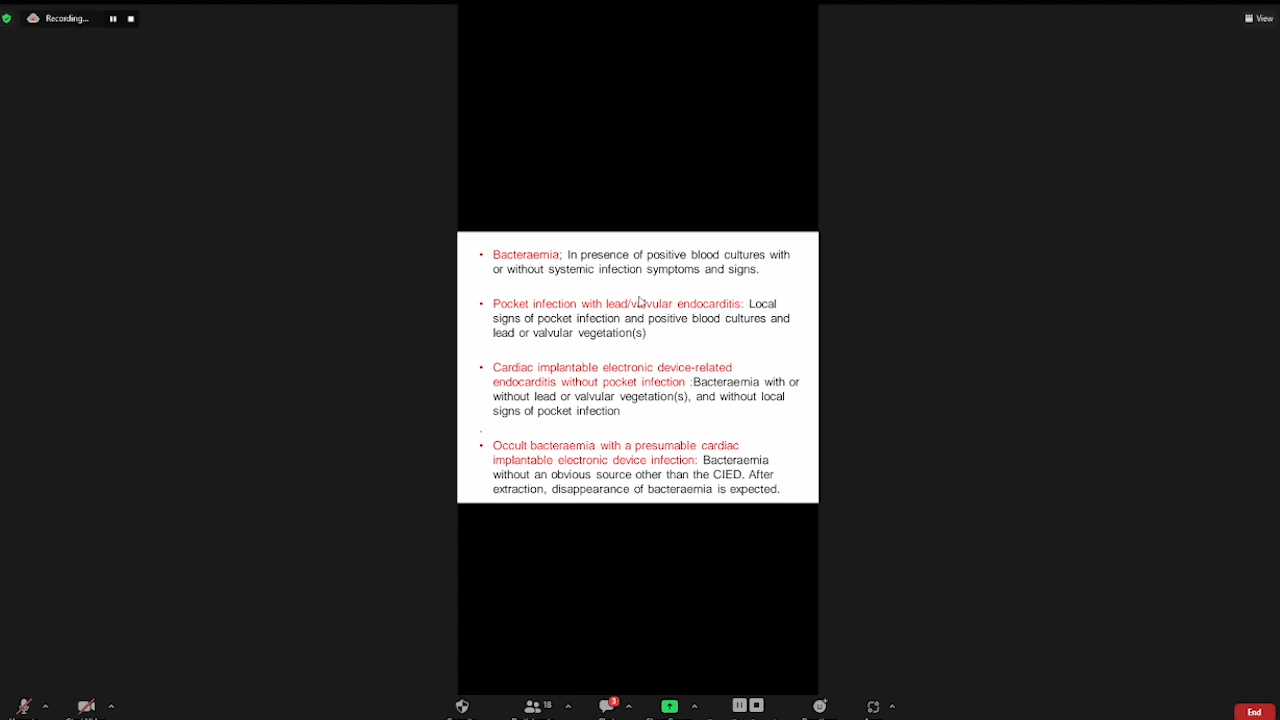 Recording...
View
• Bacteraemia; In presence of positive blood cultures with
or without systemic infection symptoms and signs.
• Pocket infection with lead/valvular endocarditis: Local
signs of pocket infection and positive blood cultures and
lead or valvular vegetation(s)
• Cardiac implantable electronic device-related
endocarditis without pocket infection :Bacteraemia with or
without lead or valvular vegetation(s), and without local
signs of pocket infection
.
• Occult bacteraemia with a presumable cardiac
implantable electronic device infection: Bacteraemia
without an obvious source other than the CIED. After
extraction, disappearance of bacteraemia is expected.
18
3
End